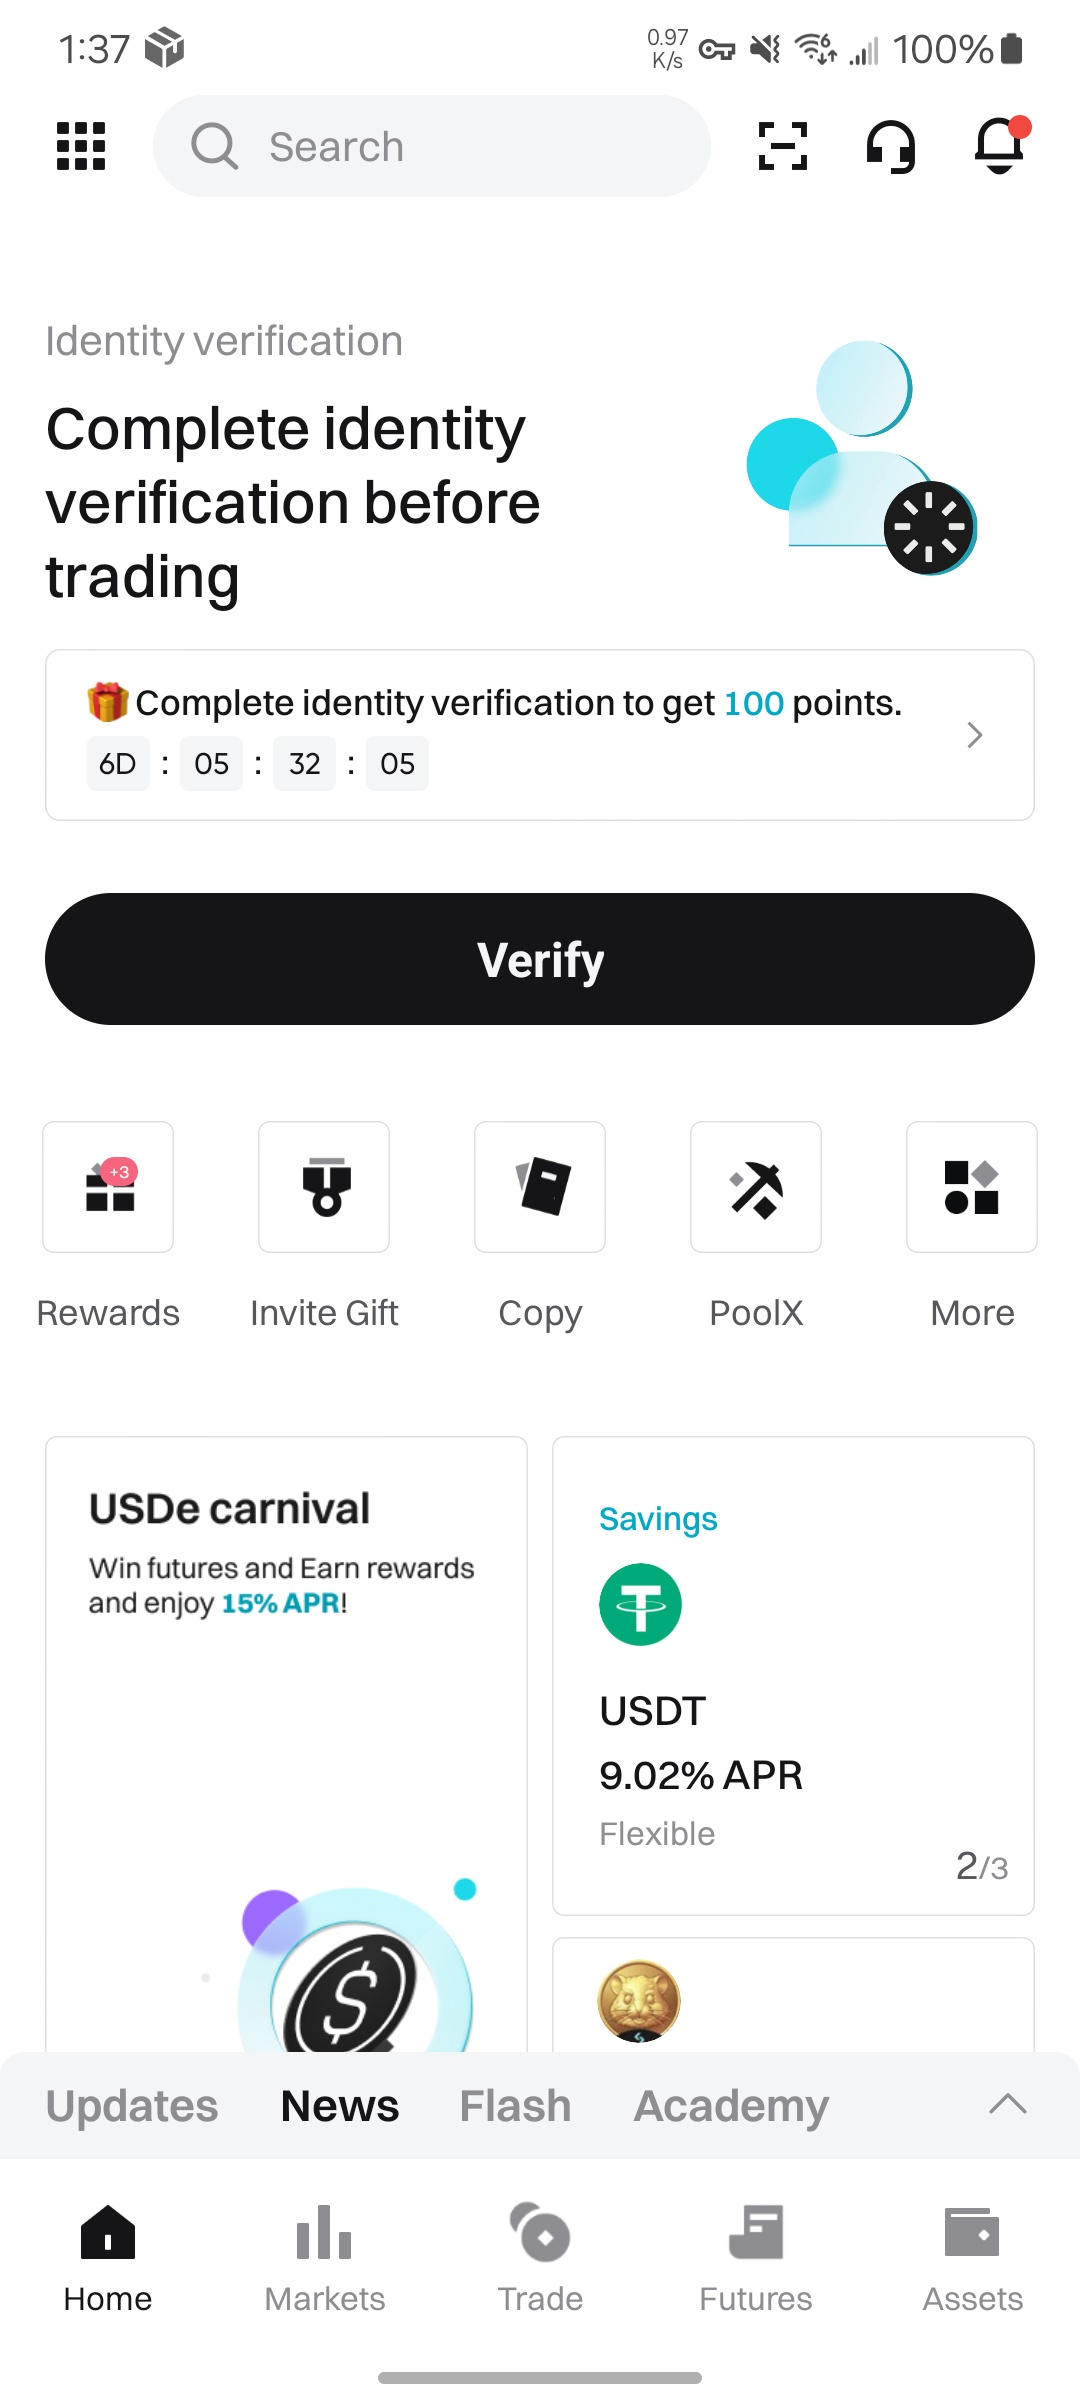 1:37
0.97
K/s
100%
Search
Identity verification
Complete identity
verification before
trading
Complete identity verification to get 100 points.
6D : 05 : 32 : 05
Verify
+3
Rewards
Invite Gift
Copy
PoolX
More
USDe carnival
Win futures and Earn rewards
and enjoy 15% APR!
Savings
USDT
9.02% APR
Flexible
2/3
Updates
News
Flash
Academy
Home
Markets
Trade
Futures
Assets